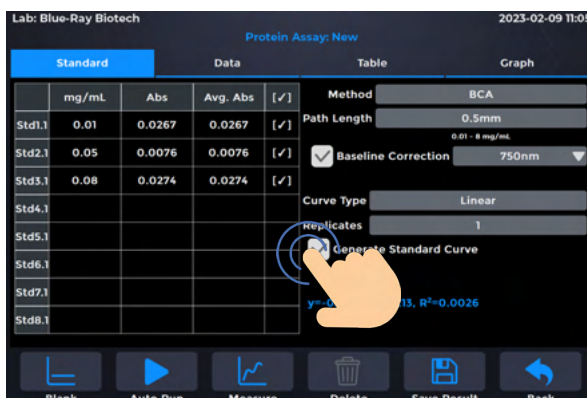 Lab: Blue-Ray Biotech 2023-02-09 11:05
Protein Assay: New
Standard Data Table Graph
mg/mL Abs Avg. Abs [✓]
Std1.1 0.01 0.0267 0.0267 [✓]
Std2.1 0.05 0.0076 0.0076 [✓]
Std3.1 0.08 0.0274 0.0274 [✓]
Std4.1
Std5.1
Std6.1
Std7.1
Std8.1
Method BCA
Path Length 0.5mm
0.01 - 8 mg/mL
Baseline Correction 750nm
Curve Type Linear
Replicates 1
Generate Standard Curve
R²=0.0026
Blank Auto Run Measure Delete Save Result Back